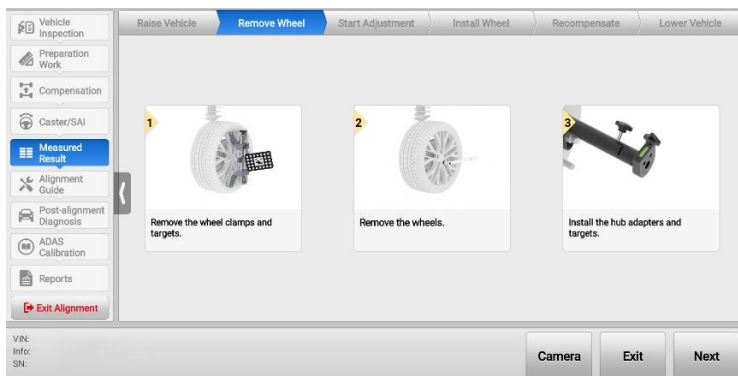 Vehicle
Inspection
Preparation
Work
Compensation
Caster/SAI
Measured
Result
Alignment
Guide
Post-alignment
Diagnosis
ADAS
Calibration
Reports
Exit Alignment
Raise Vehicle
Remove Wheel
Start Adjustment
Install Wheel
Recompensate
Lower Vehicle
1
Remove the wheel clamps and
targets.
2
Remove the wheels.
3
Install the hub adapters and
targets.
VIN:
Info:
SN:
Camera
Exit
Next